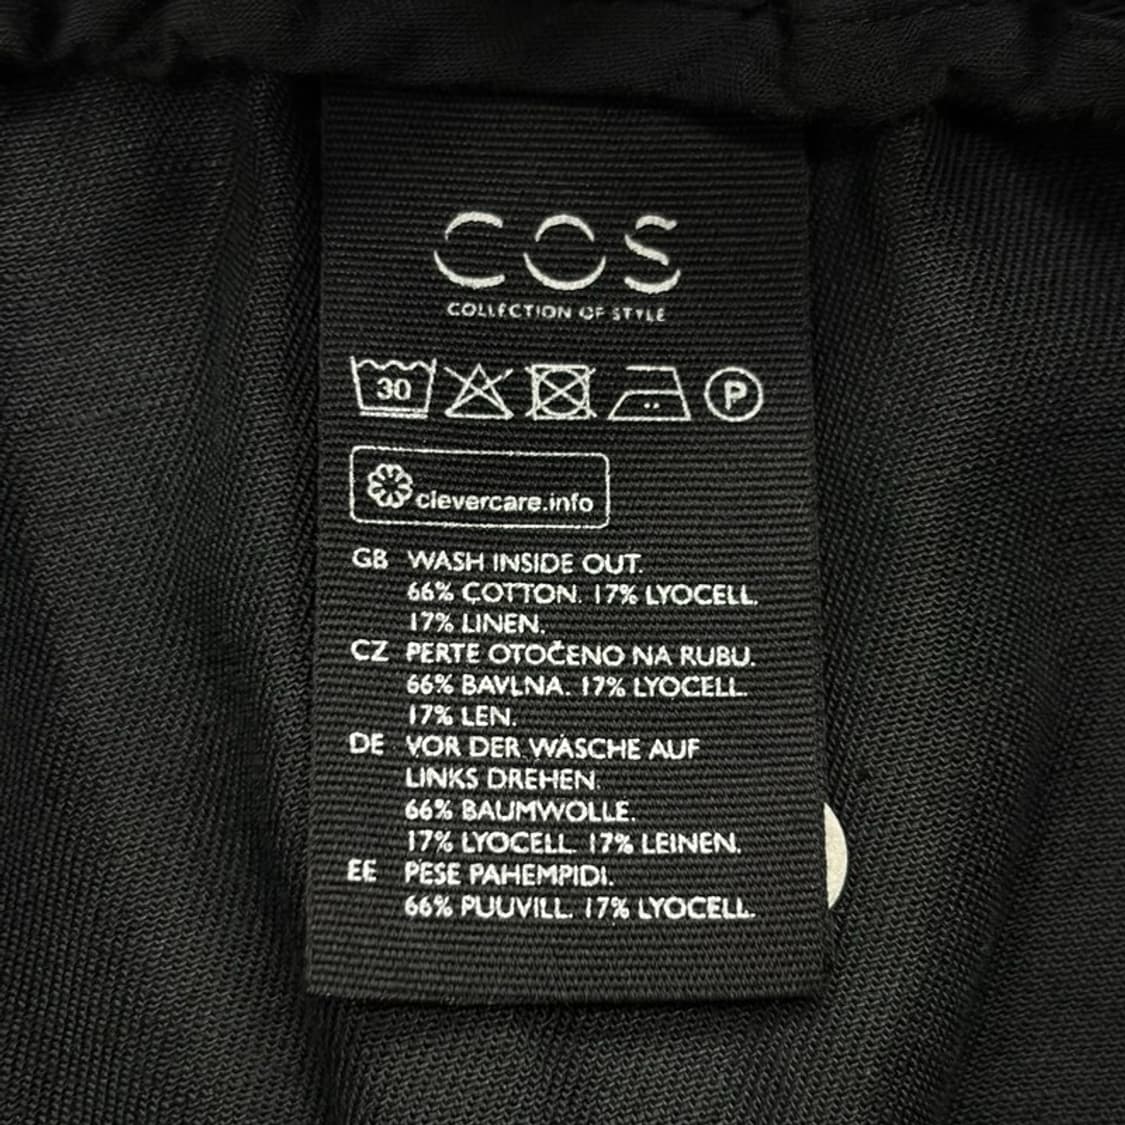 COS
COLLECTION OF STYLE
30 P
clevercare.info
GB WASH INSIDE OUT.
66% COTTON. 17% LYOCELL.
17% LINEN.
CZ PERTE OTOČENO NA RUBU.
66% BAVLNA. 17% LYOCELL.
17% LEN.
DE VOR DER WÄSCHE AUF
LINKS DREHEN.
66% BAUMWOLLE.
17% LYOCELL. 17% LEINEN.
EE PESE PAHEMPIDI.
66% PUUVILL. 17% LYOCELL.